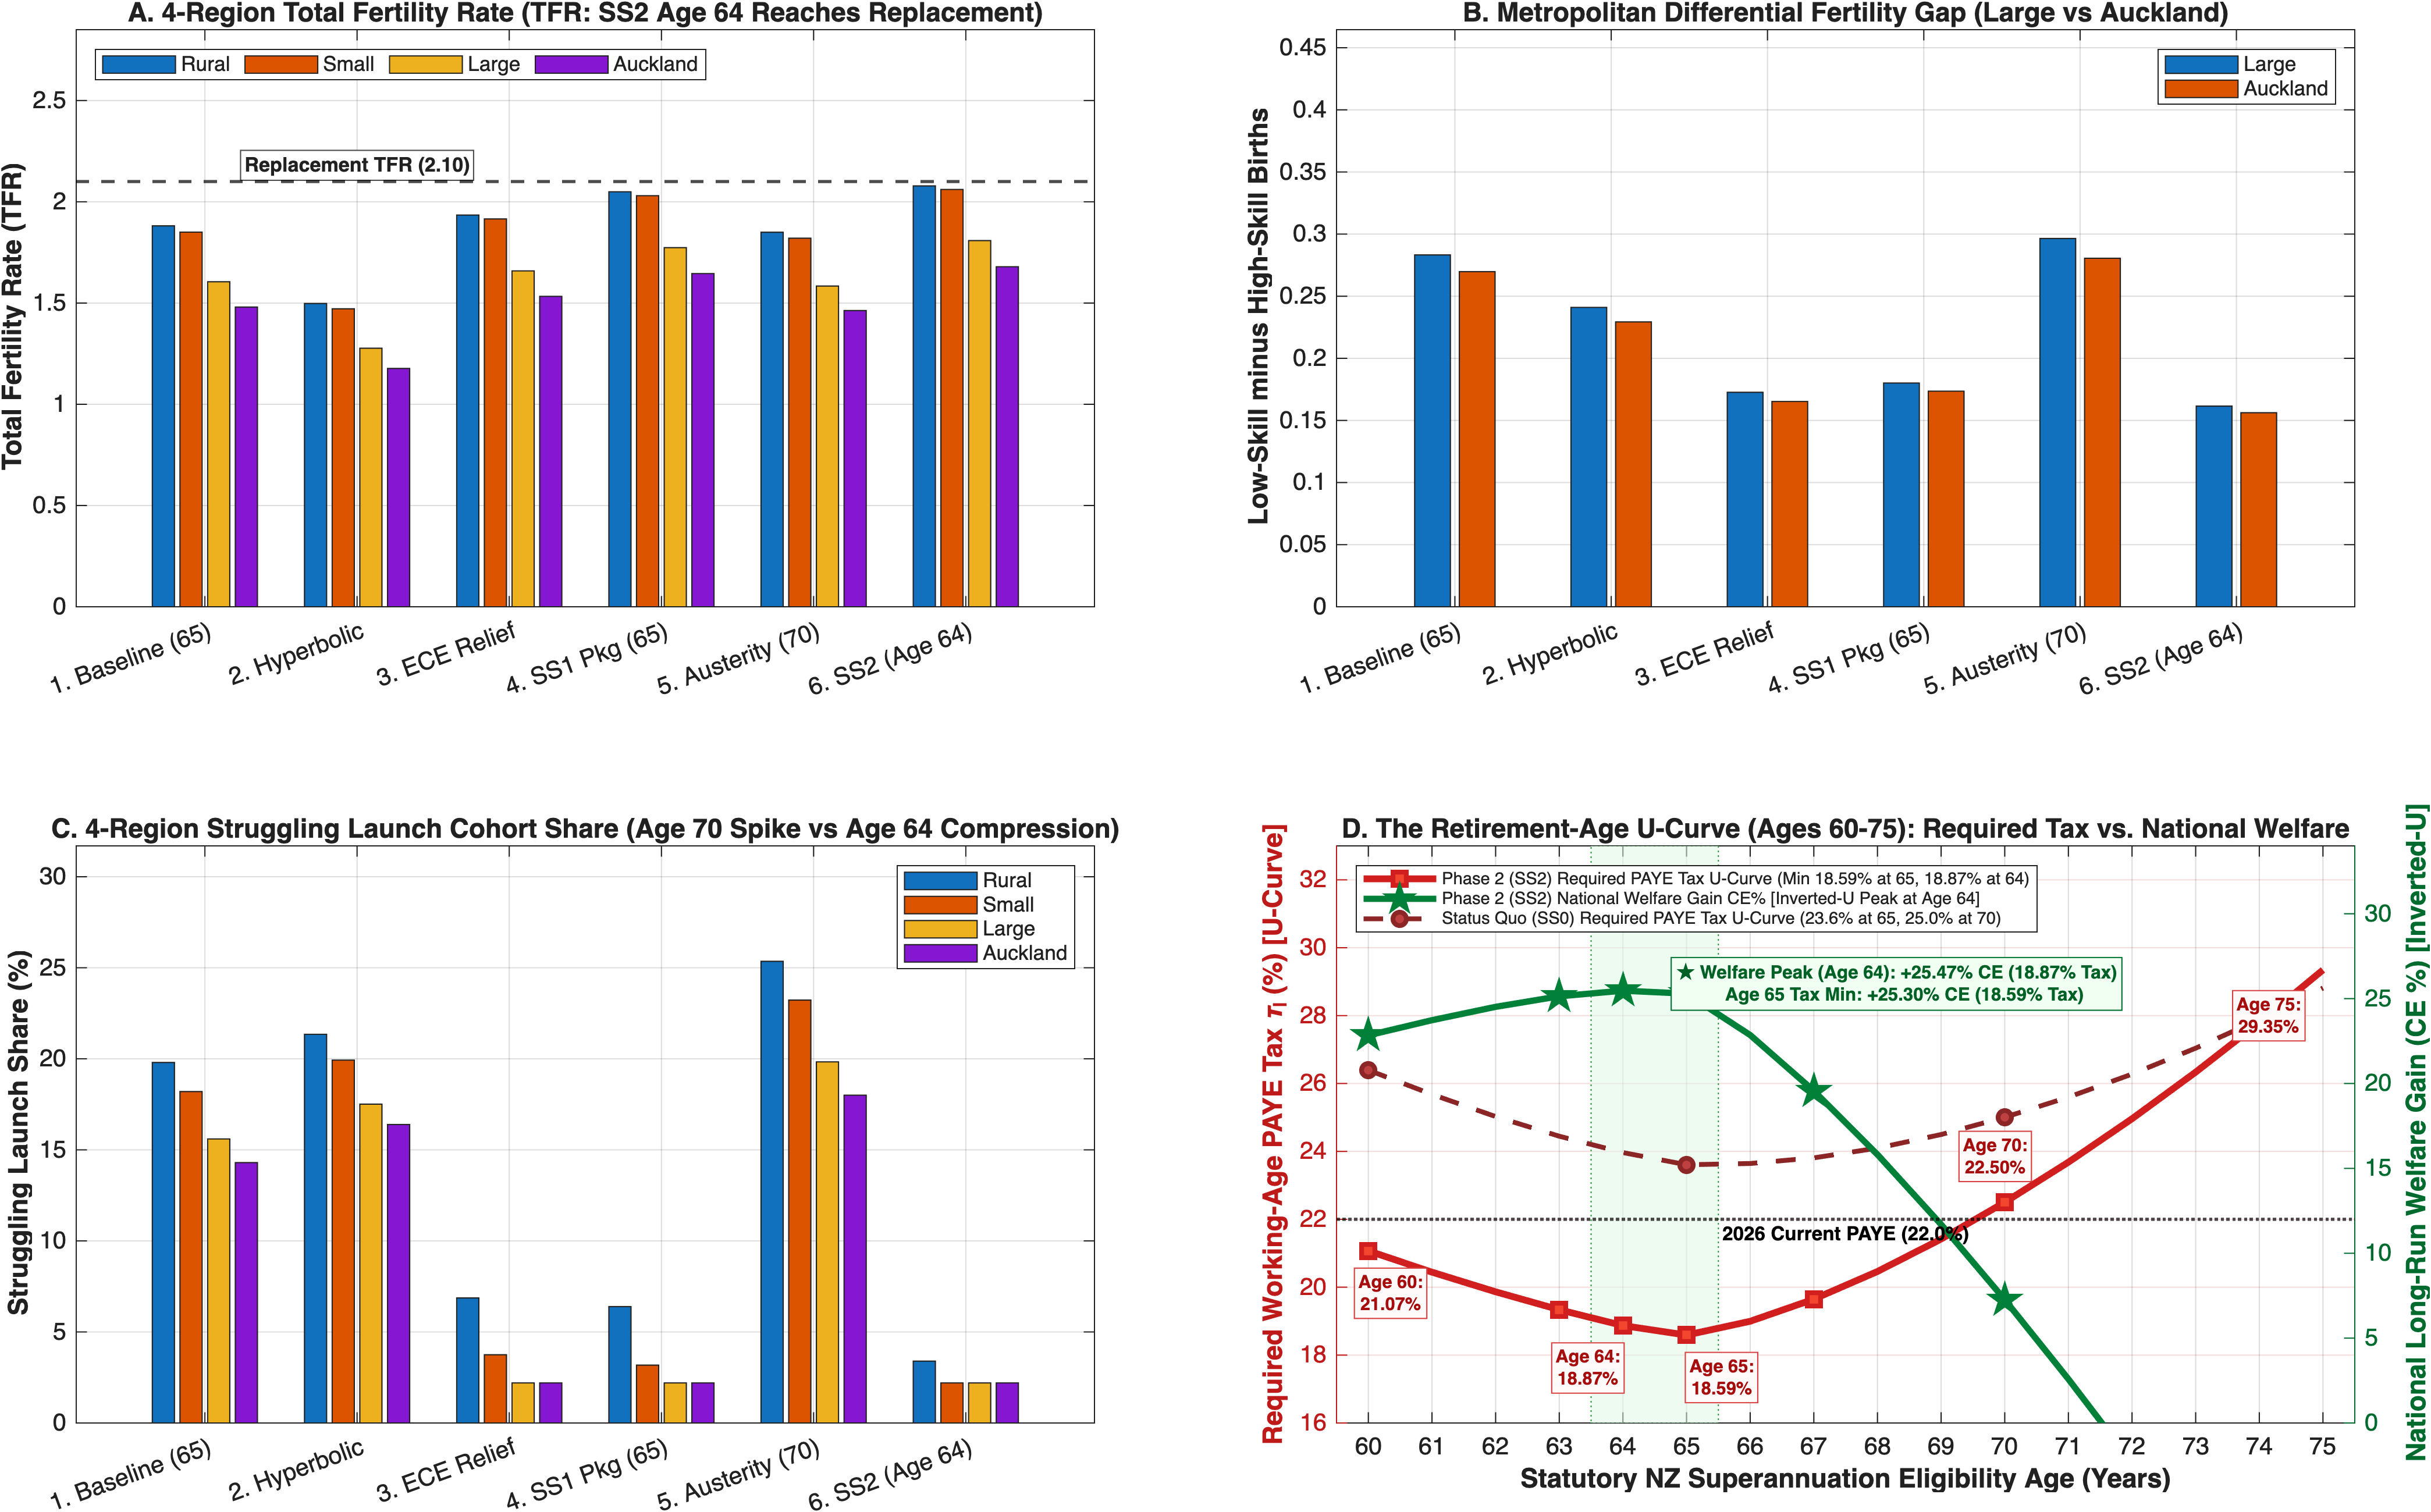 A. 4-Region Total Fertility Rate (TFR: SS2 Age 64 Reaches Replacement)
Rural
Small
Large
Auckland
Replacement TFR (2.10)
Total Fertility Rate (TFR)
2.5
2
1.5
1
0.5
0
1. Baseline (65)
2. Hyperbolic
3. ECE Relief
4. SS1 Pkg (65)
5. Austerity (70)
6. SS2 (Age 64)
B. Metropolitan Differential Fertility Gap (Large vs Auckland)
Large
Auckland
Low-Skill minus High-Skill Births
0.45
0.4
0.35
0.3
0.25
0.2
0.15
0.1
0.05
0
1. Baseline (65)
2. Hyperbolic
3. ECE Relief
4. SS1 Pkg (65)
5. Austerity (70)
6. SS2 (Age 64)
C. 4-Region Struggling Launch Cohort Share (Age 70 Spike vs Age 64 Compression)
Rural
Small
Large
Auckland
Struggling Launch Share (%)
30
25
20
15
10
5
0
1. Baseline (65)
2. Hyperbolic
3. ECE Relief
4. SS1 Pkg (65)
5. Austerity (70)
6. SS2 (Age 64)
D. The Retirement-Age U-Curve (Ages 60-75): Required Tax vs. National Welfare
Phase 2 (SS2) Required PAYE Tax U-Curve (Min 18.59% at 65, 18.87% at 64)
Phase 2 (SS2) National Welfare Gain CE% [Inverted-U Peak at Age 64]
Status Quo (SS0) Required PAYE Tax U-Curve (23.6% at 65, 25.0% at 70)
★ Welfare Peak (Age 64): +25.47% CE (18.87% Tax)
Age 65 Tax Min: +25.30% CE (18.59% Tax)
Age 75:
29.35%
Age 70:
22.50%
2026 Current PAYE (22.0%)
Age 60:
21.07%
Age 64:
18.87%
Age 65:
18.59%
Required Working-Age PAYE Tax τI (%) [U-Curve]
32
30
28
26
24
22
20
18
16
National Long-Run Welfare Gain (CE %) [Inverted-U]
30
25
20
15
10
5
0
60 61 62 63 64 65 66 67 68 69 70 71 72 73 74 75
Statutory NZ Superannuation Eligibility Age (Years)